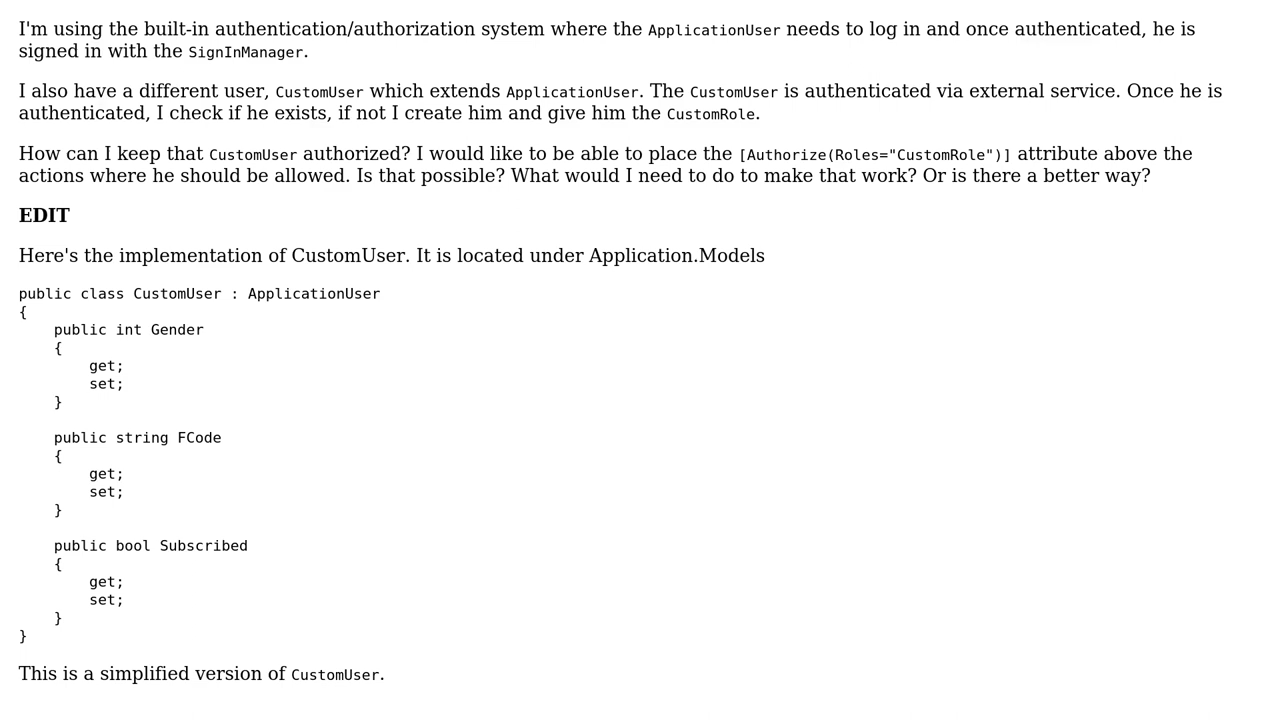 I'm using the built-in authentication/authorization system where the ApplicationUser needs to log in and once authenticated, he is
signed in with the SignInManager.
I also have a different user, CustomUser which extends ApplicationUser. The CustomUser is authenticated via external service. Once he is
authenticated, I check if he exists, if not I create him and give him the CustomRole.
How can I keep that CustomUser authorized? I would like to be able to place the [Authorize(Roles="CustomRole")] attribute above the
actions where he should be allowed. Is that possible? What would I need to do to make that work? Or is there a better way?
EDIT
Here's the implementation of CustomUser. It is located under Application.Models
public class CustomUser : ApplicationUser
{
    public int Gender
    {
        get;
        set;
    }
    public string FCode
    {
        get;
        set;
    }
    public bool Subscribed
    {
        get;
        set;
    }
}
This is a simplified version of CustomUser.